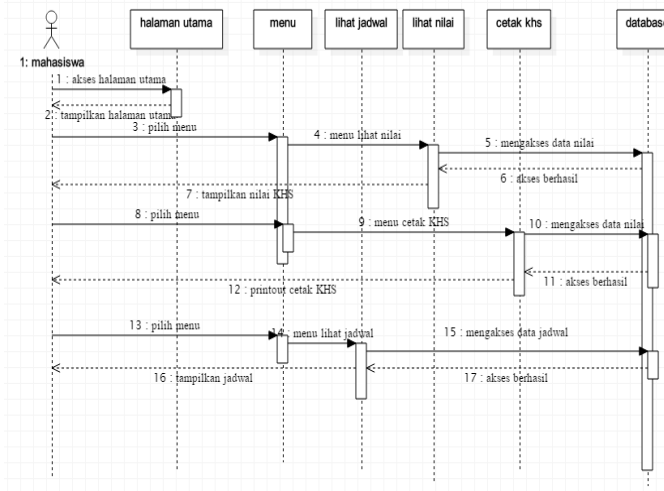 halaman utama
menu
lihat jadwal
lihat nilai
cetak khs
database
1: mahasiswa
1 : akses halaman utama
2 : tampilkan halaman utama
3 : pilih menu
4 : menu lihat nilai
5 : mengakses data nilai
6 : akses berhasil
7 : tampilkan nilai KHS
8 : pilih menu
9 : menu cetak KHS
10 : mengakses data nilai
11 : akses berhasil
12 : printout cetak KHS
13 : pilih menu
14 : menu lihat jadwal
15 : mengakses data jadwal
16 : tampilkan jadwal
17 : akses berhasil